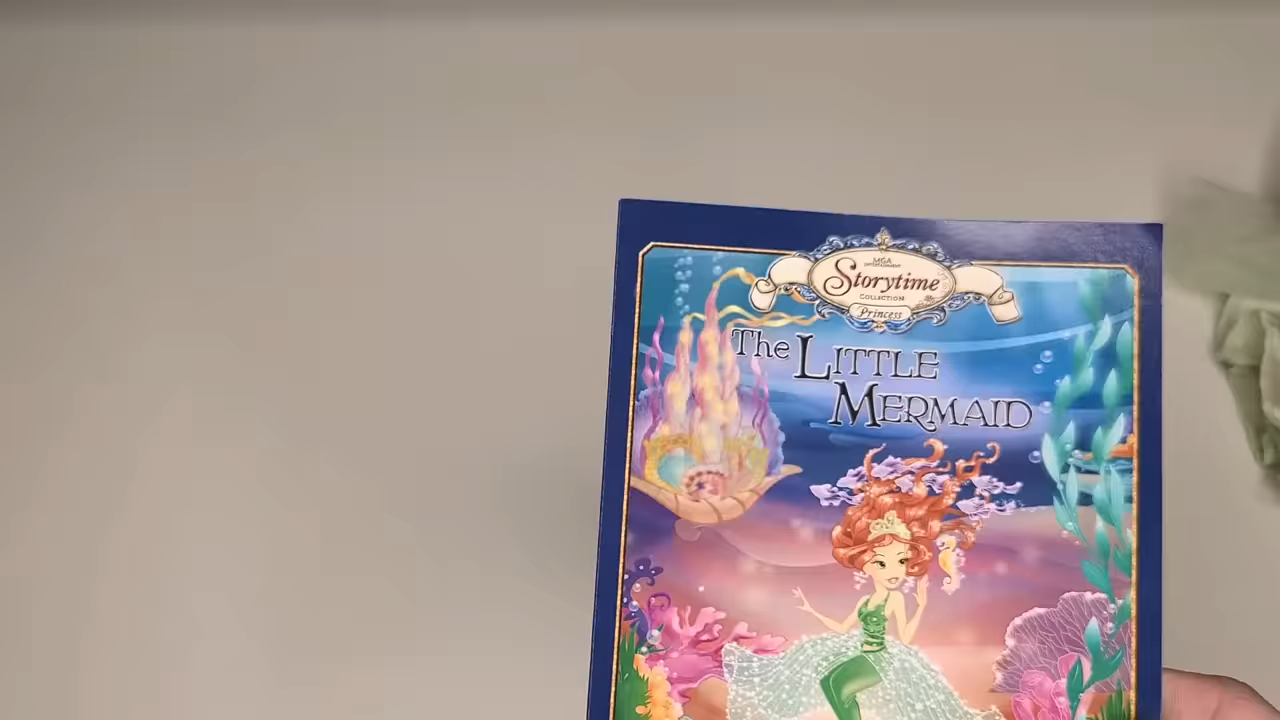 MGA
ENTERTAINMENT
Storytime
COLLECTION
Princess
The LITTLE
MERMAID